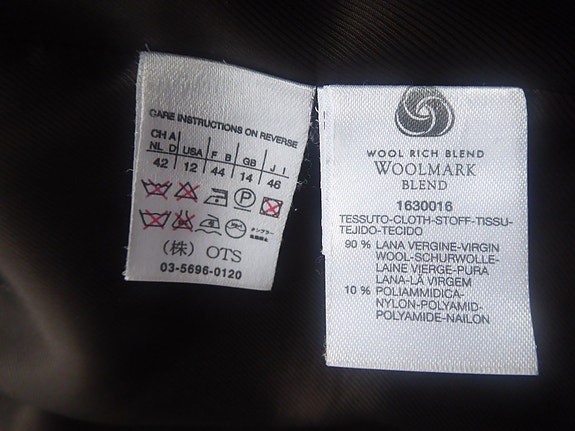 CARE INSTRUCTIONS ON REVERSE
CH A
NL D USA F B GB J I
42 12 44 14 46
P
(株) OTS
03-5696-0120
WOOL RICH BLEND
WOOLMARK
BLEND
1630016
TESSUTO-CLOTH-STOFF-TISSU-
TEJIDO-TECIDO
90 % LANA VERGINE-VIRGIN
WOOL-SCHURWOLLE-
LAINE VIERGE-PURA
LANA-LÃ VIRGEM
10 % POLIAMMIDICA-
NYLON-POLYAMID-
POLYAMIDE-NAILON